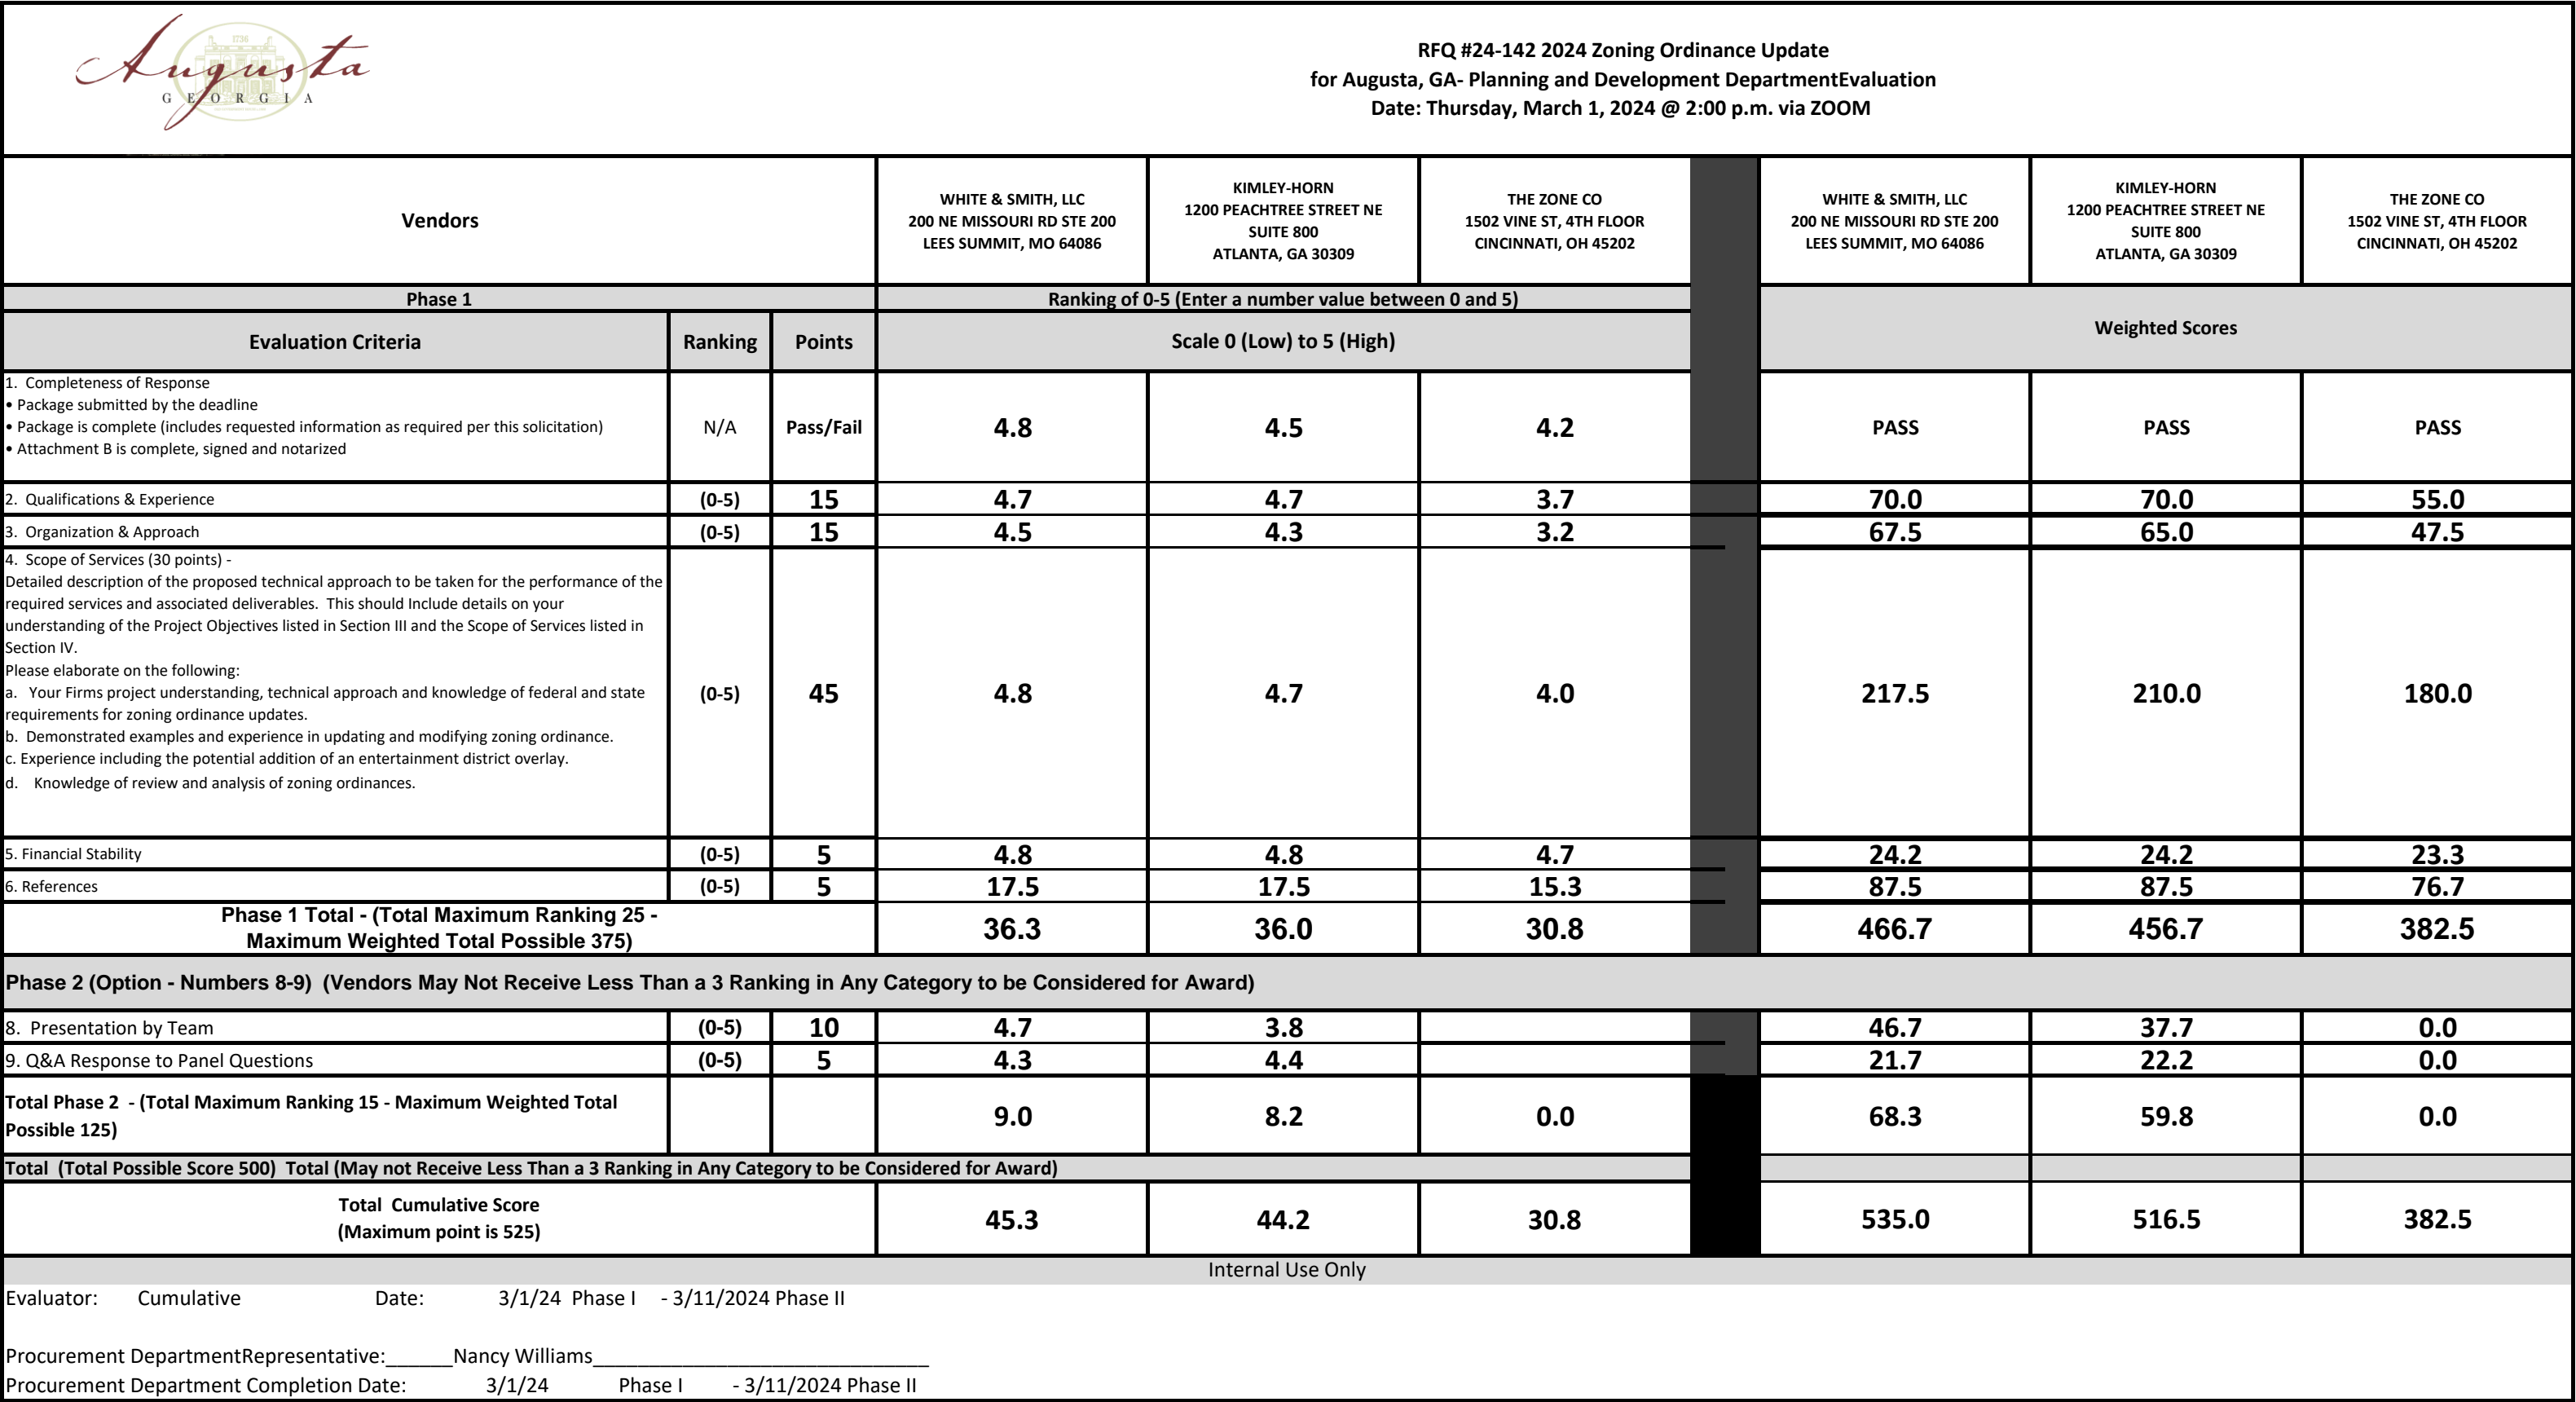 Augusta
1736
GEORGIA
RFQ #24-142 2024 Zoning Ordinance Update
for Augusta, GA- Planning and Development DepartmentEvaluation
Date: Thursday, March 1, 2024 @ 2:00 p.m. via ZOOM
Vendors
WHITE & SMITH, LLC
200 NE MISSOURI RD STE 200
LEES SUMMIT, MO 64086
KIMLEY-HORN
1200 PEACHTREE STREET NE
SUITE 800
ATLANTA, GA 30309
THE ZONE CO
1502 VINE ST, 4TH FLOOR
CINCINNATI, OH 45202
WHITE & SMITH, LLC
200 NE MISSOURI RD STE 200
LEES SUMMIT, MO 64086
KIMLEY-HORN
1200 PEACHTREE STREET NE
SUITE 800
ATLANTA, GA 30309
THE ZONE CO
1502 VINE ST, 4TH FLOOR
CINCINNATI, OH 45202
Phase 1 Ranking of 0-5 (Enter a number value between 0 and 5)
Weighted Scores
Evaluation Criteria Ranking Points Scale 0 (Low) to 5 (High)
1. Completeness of Response
• Package submitted by the deadline
• Package is complete (includes requested information as required per this solicitation)
• Attachment B is complete, signed and notarized
N/A Pass/Fail 4.8 4.5 4.2 PASS PASS PASS
2. Qualifications & Experience (0-5) 15 4.7 4.7 3.7 70.0 70.0 55.0
3. Organization & Approach (0-5) 15 4.5 4.3 3.2 67.5 65.0 47.5
4. Scope of Services (30 points) -
Detailed description of the proposed technical approach to be taken for the performance of the
required services and associated deliverables. This should Include details on your
understanding of the Project Objectives listed in Section III and the Scope of Services listed in
Section IV.
Please elaborate on the following:
a. Your Firms project understanding, technical approach and knowledge of federal and state
requirements for zoning ordinance updates.
b. Demonstrated examples and experience in updating and modifying zoning ordinance.
c. Experience including the potential addition of an entertainment district overlay.
d. Knowledge of review and analysis of zoning ordinances.
(0-5) 45 4.8 4.7 4.0 217.5 210.0 180.0
5. Financial Stability (0-5) 5 4.8 4.8 4.7 24.2 24.2 23.3
6. References (0-5) 5 17.5 17.5 15.3 87.5 87.5 76.7
Phase 1 Total - (Total Maximum Ranking 25 -
Maximum Weighted Total Possible 375)
36.3 36.0 30.8 466.7 456.7 382.5
Phase 2 (Option - Numbers 8-9) (Vendors May Not Receive Less Than a 3 Ranking in Any Category to be Considered for Award)
8. Presentation by Team (0-5) 10 4.7 3.8 46.7 37.7 0.0
9. Q&A Response to Panel Questions (0-5) 5 4.3 4.4 21.7 22.2 0.0
Total Phase 2 - (Total Maximum Ranking 15 - Maximum Weighted Total
Possible 125)
9.0 8.2 0.0 68.3 59.8 0.0
Total (Total Possible Score 500) Total (May not Receive Less Than a 3 Ranking in Any Category to be Considered for Award)
Total Cumulative Score
(Maximum point is 525)
45.3 44.2 30.8 535.0 516.5 382.5
Internal Use Only
Evaluator: Cumulative Date: 3/1/24 Phase I - 3/11/2024 Phase II
Procurement DepartmentRepresentative:______Nancy Williams______________________________
Procurement Department Completion Date: 3/1/24 Phase I - 3/11/2024 Phase II